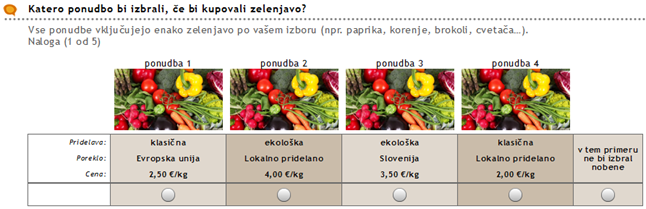 Katero ponudbo bi izbrali, če bi kupovali zelenjavo?
Vse ponudbe vključujejo enako zelenjavo po vašem izboru (npr. paprika, korenje, brokoli, cvetača…).
Naloga (1 od 5)
ponudba 1 ponudba 2 ponudba 3 ponudba 4
Pridelava: klasična ekološka ekološka klasična
Poreklo: Evropska unija Lokalno pridelano Slovenija Lokalno pridelano
Cena: 2,50 €/kg 4,00 €/kg 3,50 €/kg 2,00 €/kg
v tem primeru
ne bi izbral
nobene